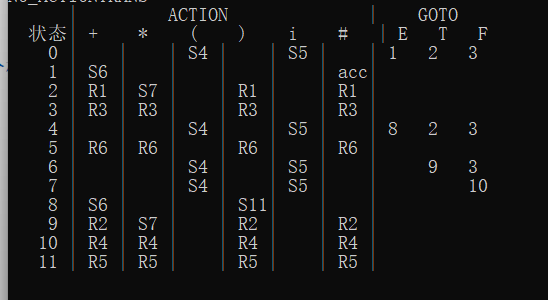 NO_ACTIONTRANS
ACTION GOTO
状态 + * ( ) i # E T F
0 S4 S5 1 2 3
1 S6 acc
2 R1 S7 R1 R1
3 R3 R3 R3 R3
4 S4 S5 8 2 3
5 R6 R6 R6 R6
6 S4 S5 9 3
7 S4 S5 10
8 S6 S11
9 R2 S7 R2 R2
10 R4 R4 R4 R4
11 R5 R5 R5 R5